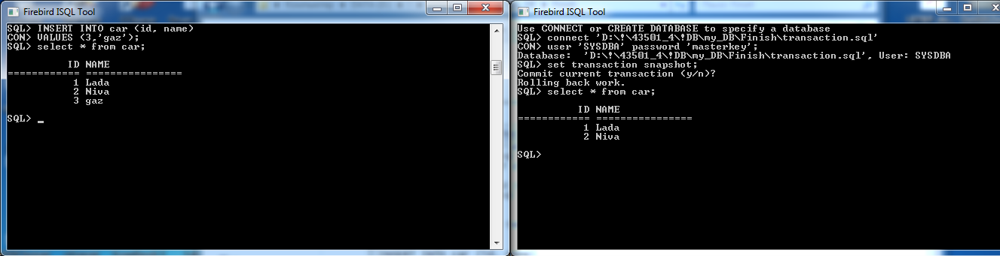 Firebird ISQL Tool
SQL> INSERT INTO car (id, name)
CON> VALUES (3,'gaz');
SQL> select * from car;
ID NAME
============ ================
1 Lada
2 Niva
3 gaz
SQL> _
Firebird ISQL Tool
Use CONNECT or CREATE DATABASE to specify a database
SQL> connect 'D:\!\43501_4\!DB\my_DB\Finish\transaction.sql'
CON> user 'SYSDBA' password 'masterkey';
Database:  'D:\!\43501_4\!DB\my_DB\Finish\transaction.sql', User: SYSDBA
SQL> set transaction snapshot;
Commit current transaction (y/n)?
Rolling back work.
SQL> select * from car;
ID NAME
============ ================
1 Lada
2 Niva
SQL>